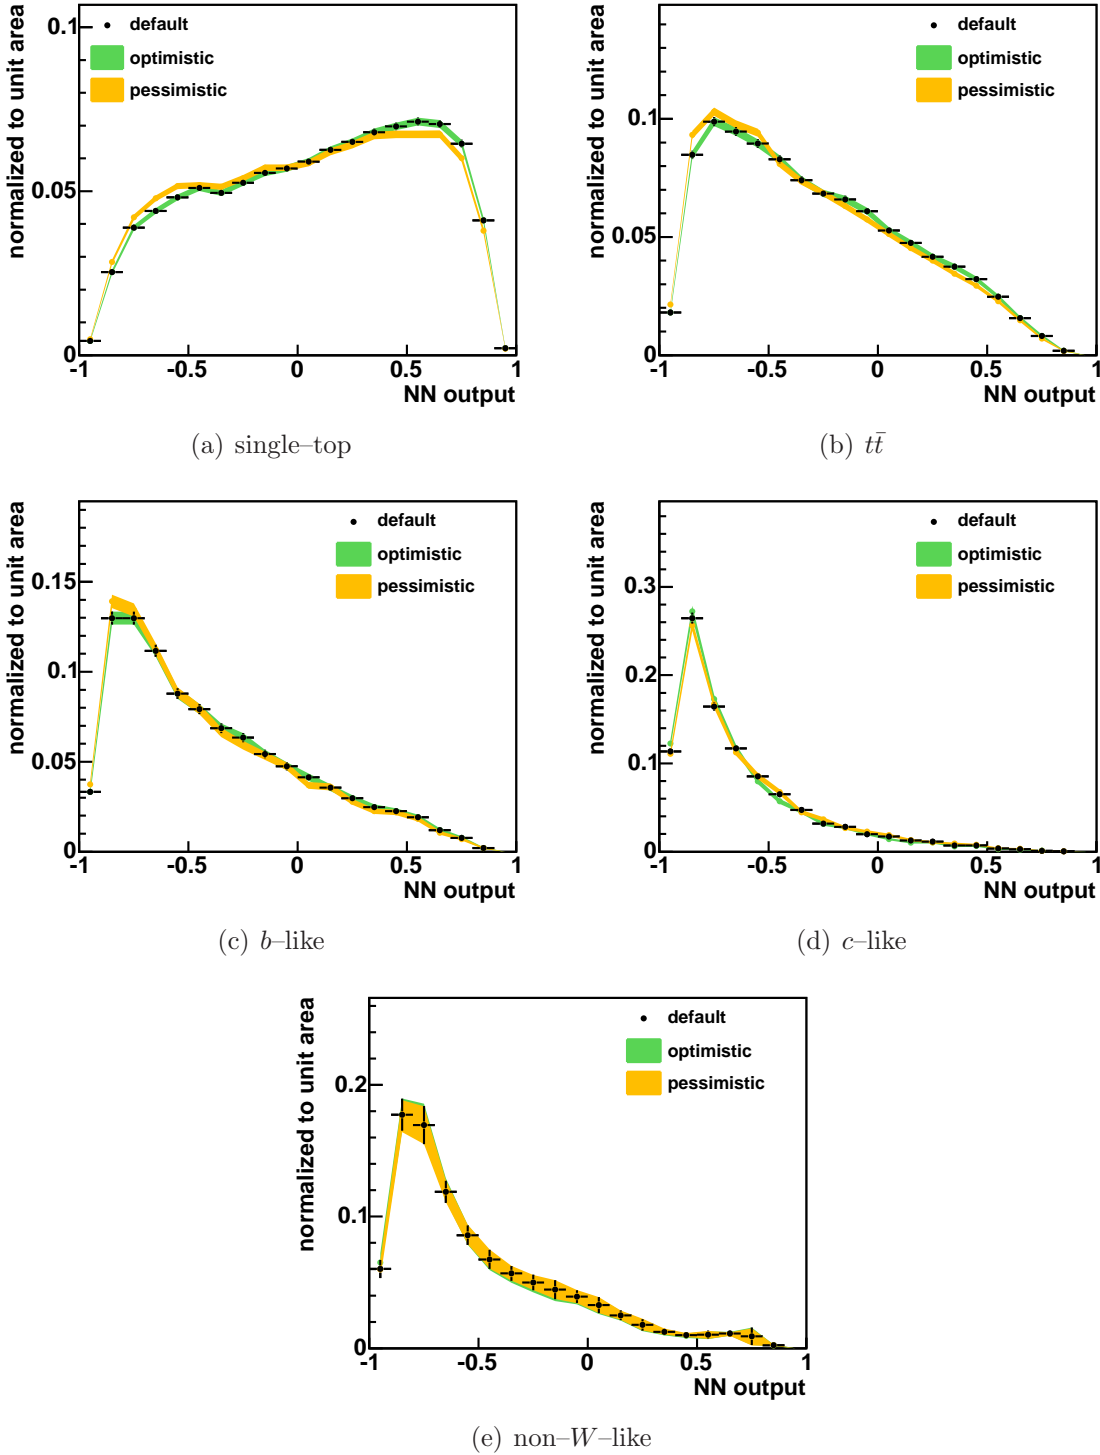 normalized to unit area
0.1
0.05
0
default
optimistic
pessimistic
-1 -0.5 0 0.5 1
NN output
(a) single–top
normalized to unit area
0.1
0.05
0
default
optimistic
pessimistic
-1 -0.5 0 0.5 1
NN output
(b) tt̄
normalized to unit area
0.15
0.1
0.05
0
default
optimistic
pessimistic
-1 -0.5 0 0.5 1
NN output
(c) b–like
normalized to unit area
0.3
0.2
0.1
0
default
optimistic
pessimistic
-1 -0.5 0 0.5 1
NN output
(d) c–like
normalized to unit area
0.2
0.1
0
default
optimistic
pessimistic
-1 -0.5 0 0.5 1
NN output
(e) non–W–like